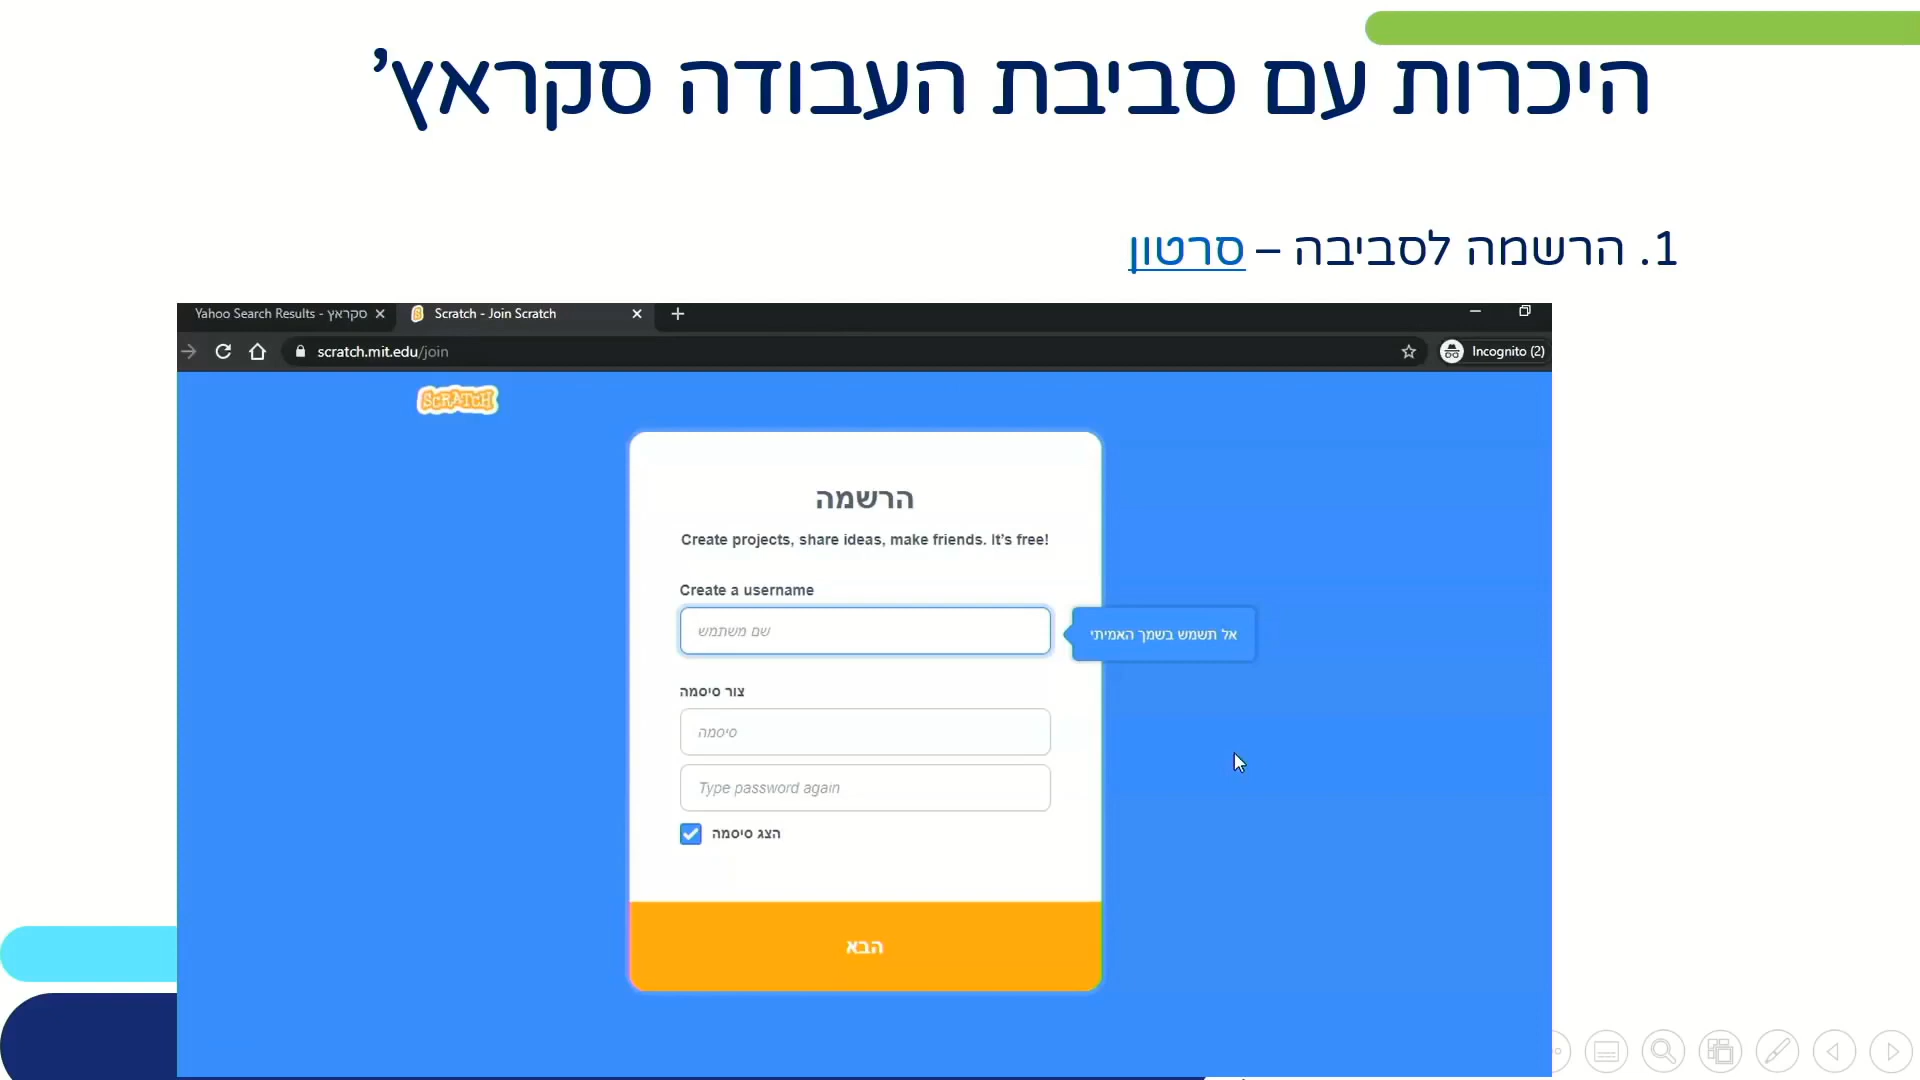 היכרות עם סביבת העבודה סקראץ'
1. הרשמה לסביבה – סרטון
Yahoo Search Results - סקראץ
Scratch - Join Scratch
scratch.mit.edu/join
Incognito (2)
SCRATCH
הרשמה
Create projects, share ideas, make friends. It's free!
Create a username
שם משתמש
אל תשמש בשמך האמיתי
צור סיסמה
סיסמה
Type password again
הצג סיסמה
הבא